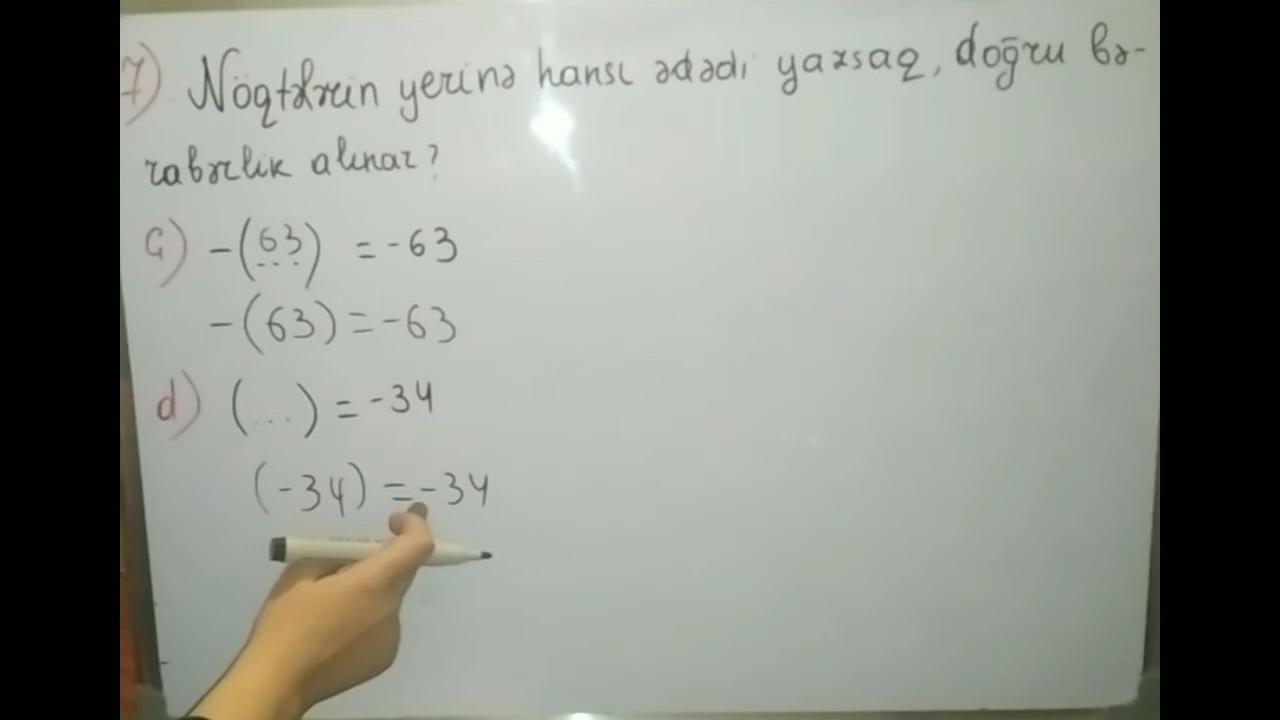 7) Nöqtələrin yerinə hansı ədədi yazsaq, doğru bə-
rabərlik alınar?
c) -(63) = -63
-(63) = -63
d) (...) = -34
(-34) = -34